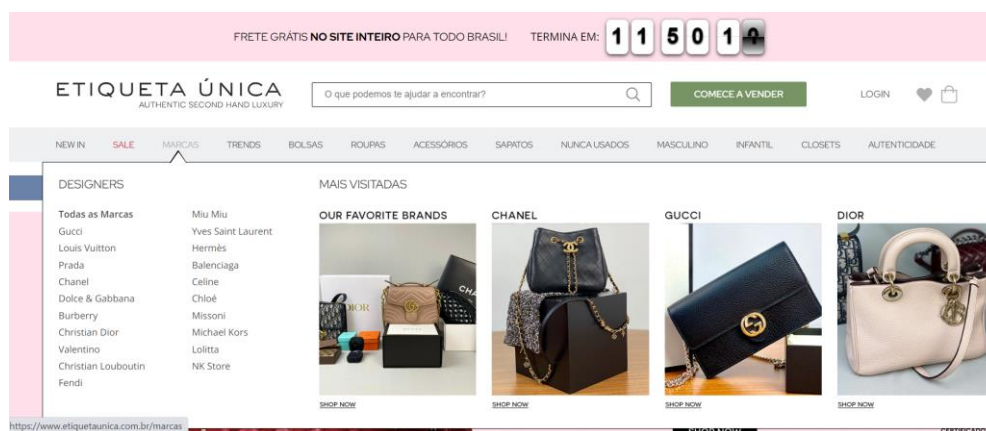 FRETE GRÁTIS NO SITE INTEIRO PARA TODO BRASIL! TERMINA EM: 1 1 5 0 1
ETIQUETA ÚNICA
AUTHENTIC SECOND HAND LUXURY
O que podemos te ajudar a encontrar?
COMECE A VENDER
LOGIN
NEW IN SALE MARCAS TRENDS BOLSAS ROUPAS ACESSÓRIOS SAPATOS NUNCA USADOS MASCULINO INFANTIL CLOSETS AUTENTICIDADE
DESIGNERS
Todas as Marcas
Gucci
Louis Vuitton
Prada
Chanel
Dolce & Gabbana
Burberry
Christian Dior
Valentino
Christian Louboutin
Fendi
Miu Miu
Yves Saint Laurent
Hermès
Balenciaga
Celine
Chloé
Missoni
Michael Kors
Lolitta
NK Store
MAIS VISITADAS
OUR FAVORITE BRANDS
DIOR
CHA
SHOP NOW
CHANEL
SHOP NOW
GUCCI
SHOP NOW
DIOR
SHOP NOW
https://www.etiquetaunica.com.br/marcas
SHOP NOW